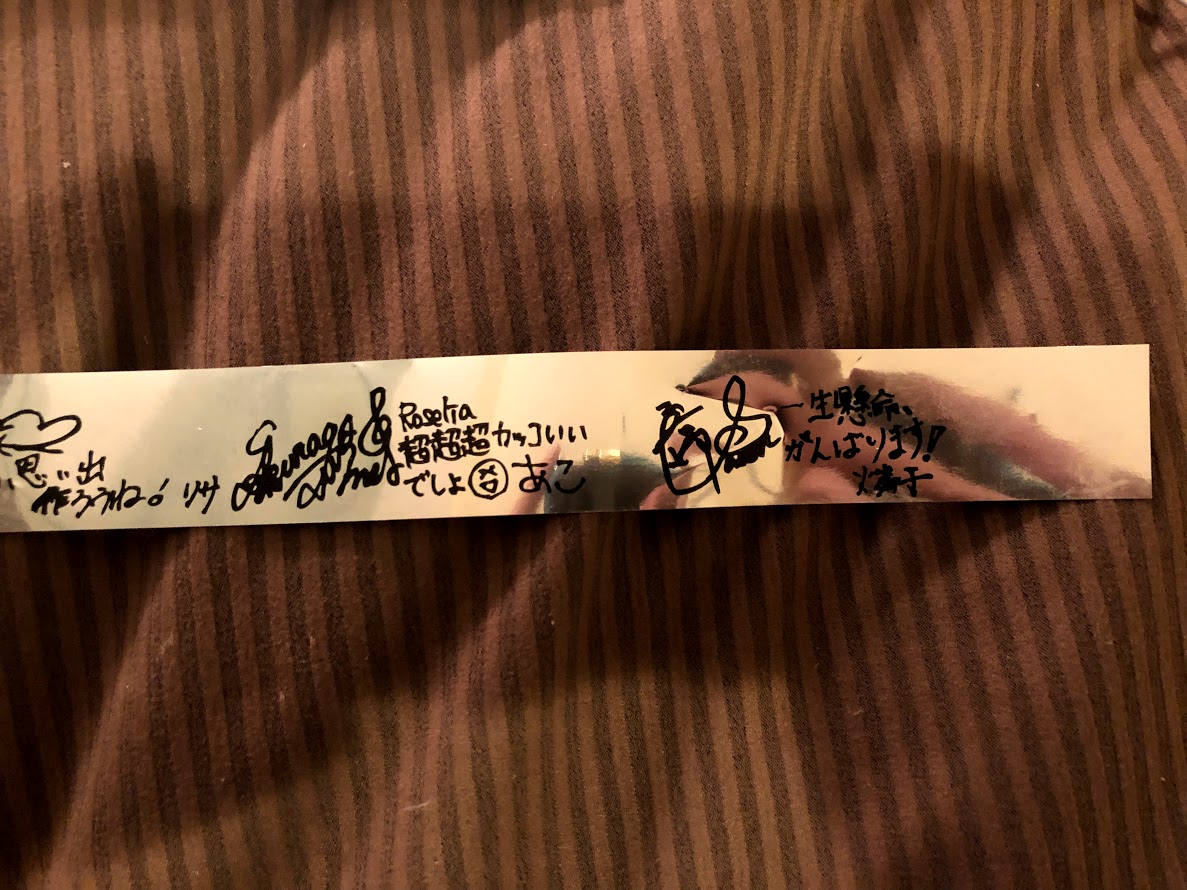 思い出
作ろうね! リサ
Roselia
超超超カッコいい
でしょ あこ
一生懸命、
がんばります!
燐子